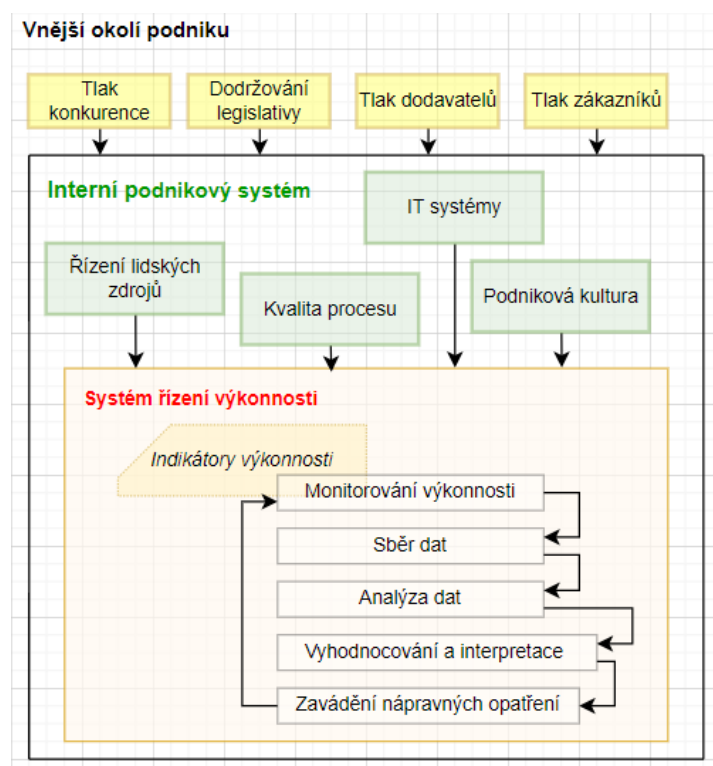 Vnější okolí podniku
Tlak
konkurence
Dodržování
legislativy
Tlak dodavatelů
Tlak zákazníků
Interní podnikový systém
IT systémy
Řízení lidských
zdrojů
Kvalita procesu
Podniková kultura
Systém řízení výkonnosti
Indikátory výkonnosti
Monitorování výkonnosti
Sběr dat
Analýza dat
Vyhodnocování a interpretace
Zavádění nápravných opatření